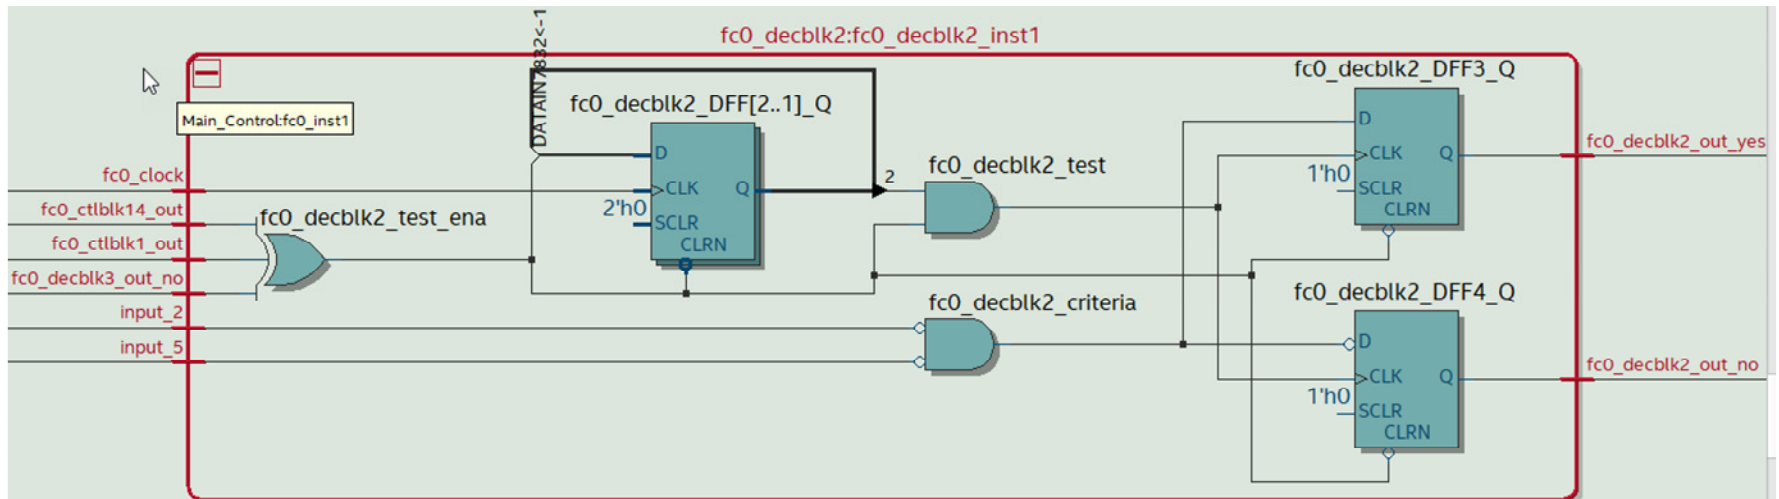 fc0_decblk2:fc0_decblk2_inst1
Main_Control:fc0_inst1
DATAIN7832<-1
fc0_decblk2_DFF[2..1]_Q
D
CLK
Q
2'h0
SCLR
CLRN
fc0_clock
fc0_ctlblk14_out
fc0_ctlblk1_out
fc0_decblk3_out_no
input_2
input_5
fc0_decblk2_test_ena
2
fc0_decblk2_test
fc0_decblk2_criteria
fc0_decblk2_DFF3_Q
D
CLK
Q
1'h0
SCLR
CLRN
fc0_decblk2_out_yes
fc0_decblk2_DFF4_Q
D
CLK
Q
1'h0
SCLR
CLRN
fc0_decblk2_out_no